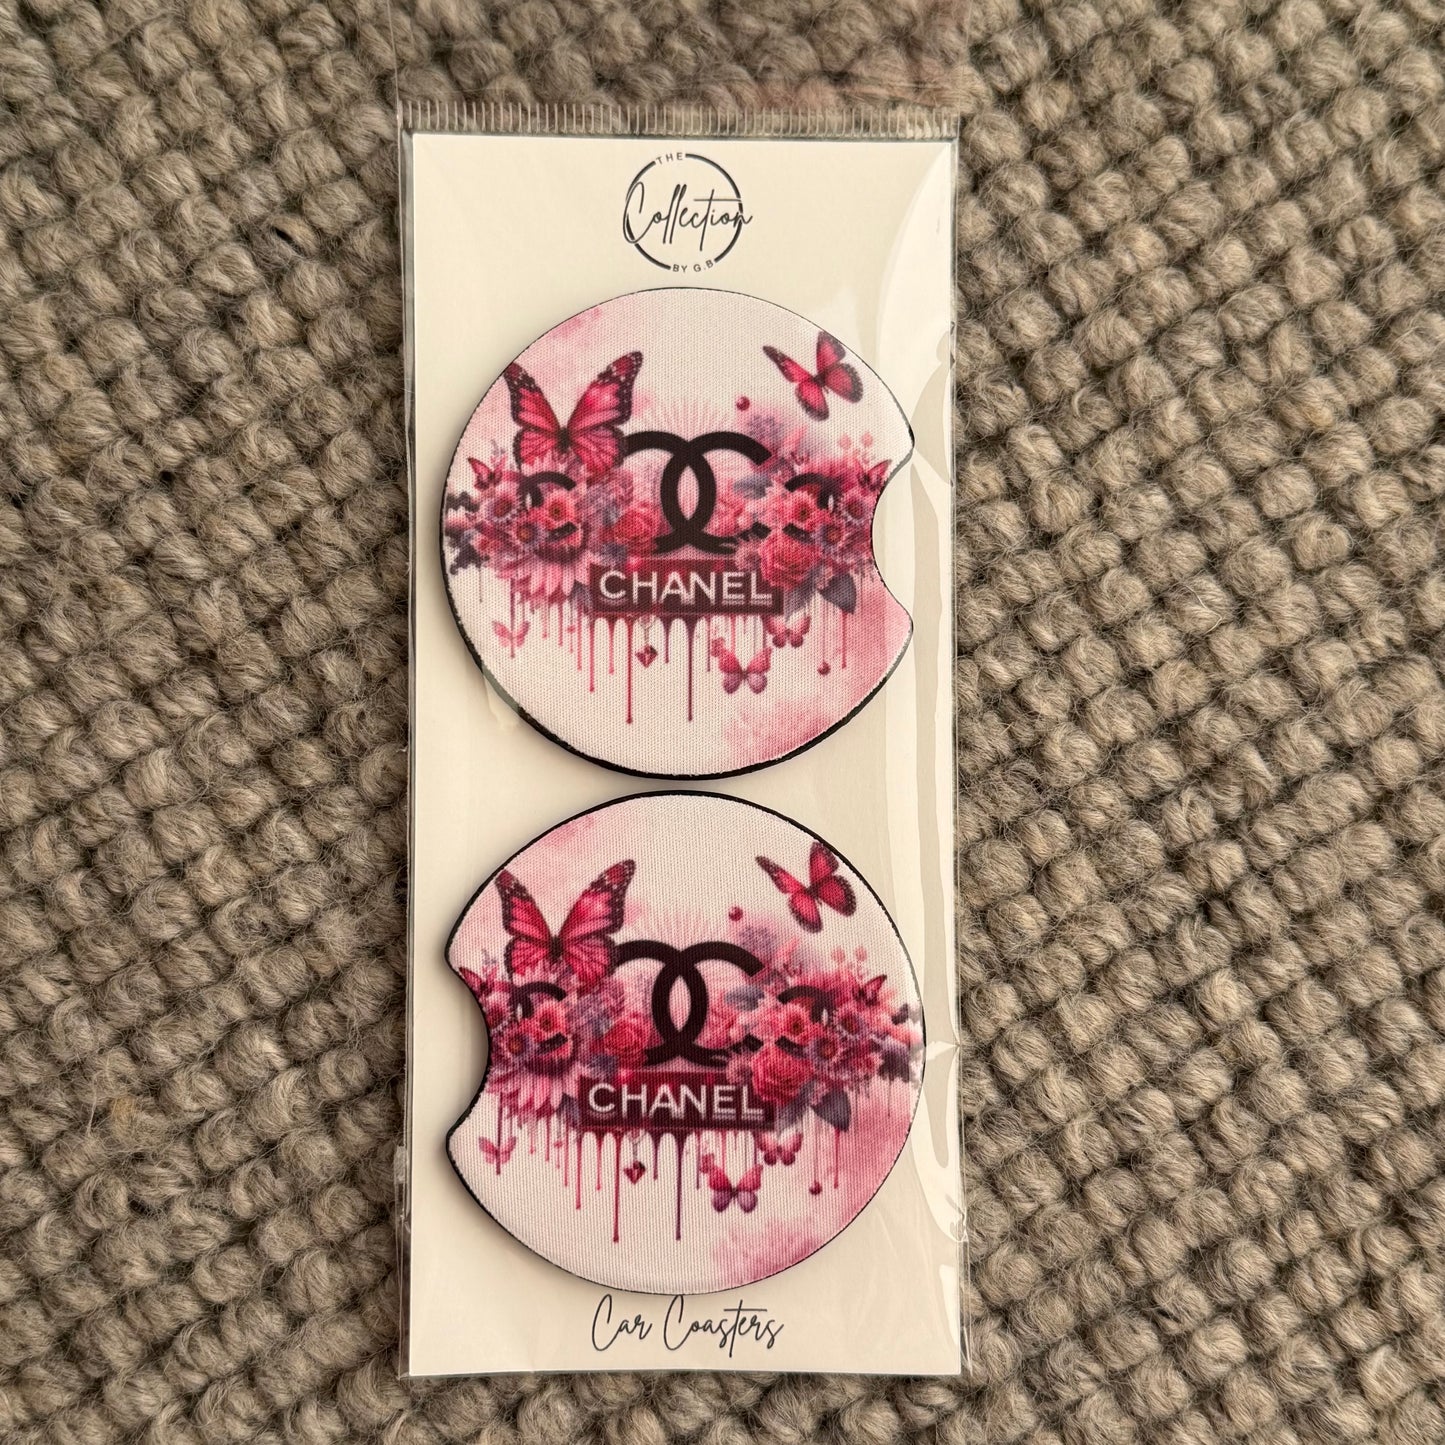 THE
Collection
BY G.B
CHANEL
CHANEL
Car Coasters